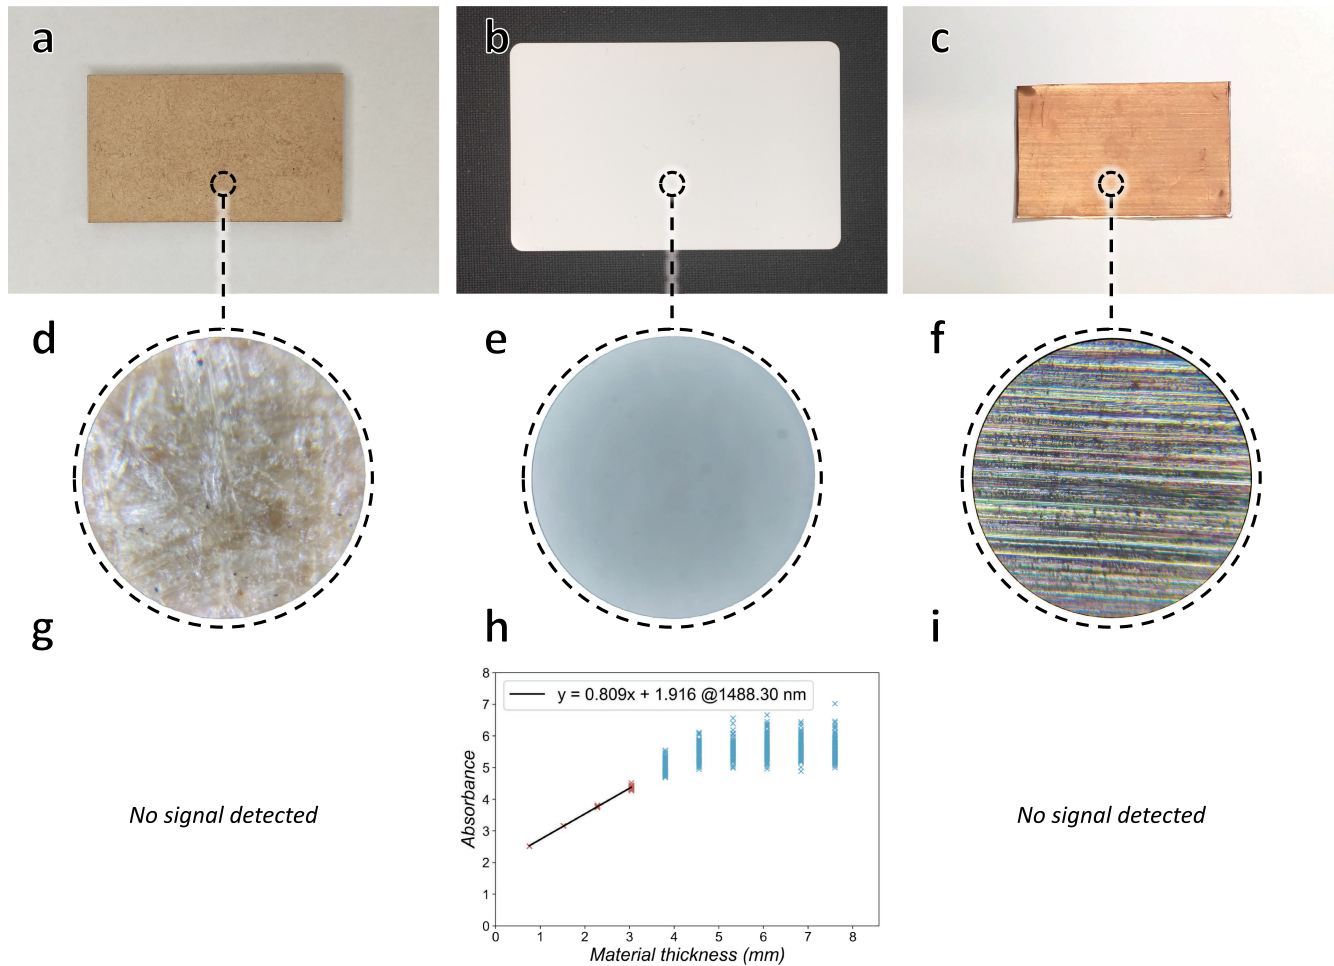 a
b
c
d
e
f
g
h
i
No signal detected
8
7
6
5
4
3
2
1
0
Absorbance
y = 0.809x + 1.916 @1488.30 nm
0 1 2 3 4 5 6 7 8
Material thickness (mm)
No signal detected